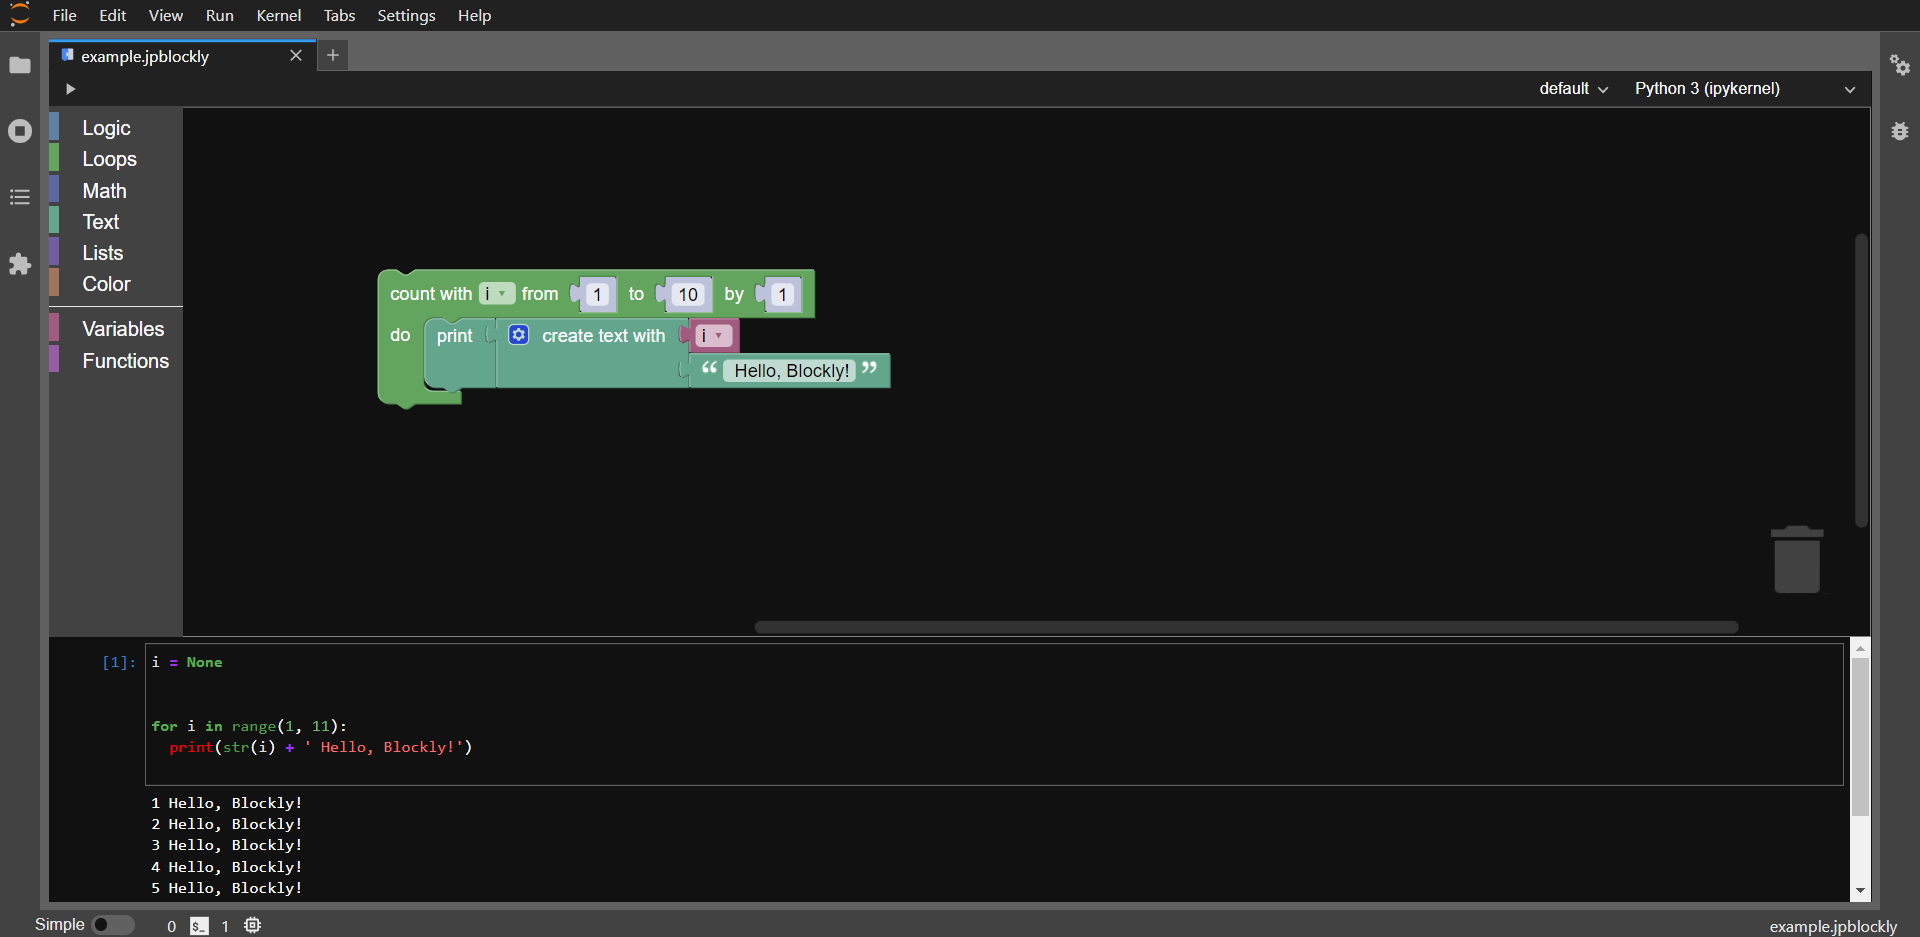 File Edit View Run Kernel Tabs Settings Help
example.jpblockly
default Python 3 (ipykernel)
Logic
Loops
Math
Text
Lists
Color
Variables
Functions
count with i from 1 to 10 by 1
do print create text with i
“ Hello, Blockly! ”
[1]: i = None
for i in range(1, 11):
print(str(i) + ' Hello, Blockly!')
1 Hello, Blockly!
2 Hello, Blockly!
3 Hello, Blockly!
4 Hello, Blockly!
5 Hello, Blockly!
Simple 0 $_ 1 example.jpblockly